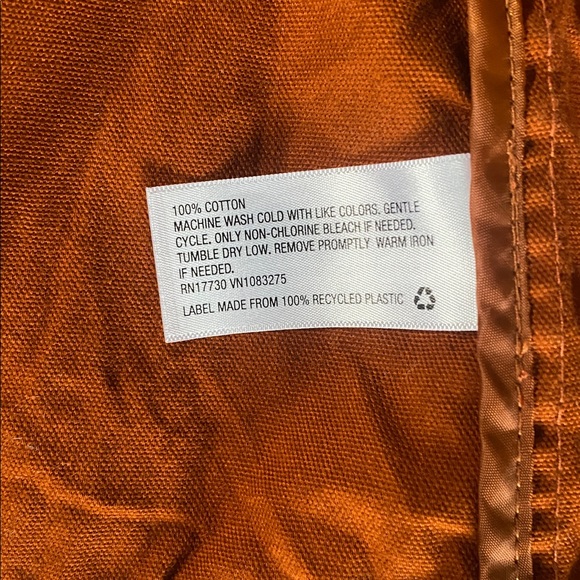 100% COTTON
MACHINE WASH COLD WITH LIKE COLORS. GENTLE
CYCLE. ONLY NON-CHLORINE BLEACH IF NEEDED.
TUMBLE DRY LOW. REMOVE PROMPTLY WARM IRON
IF NEEDED.
RN17730 VN1083275
LABEL MADE FROM 100% RECYCLED PLASTIC